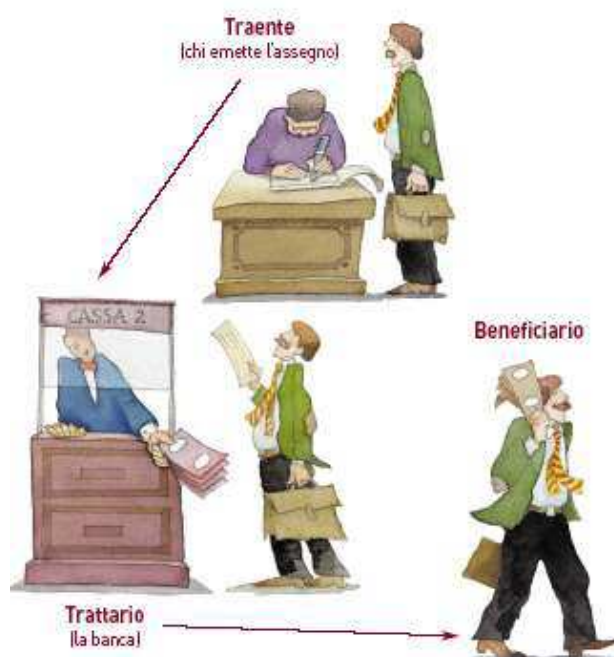 Traente
(chi emette l'assegno)
CASSA 2
Beneficiario
Trattario
(la banca)